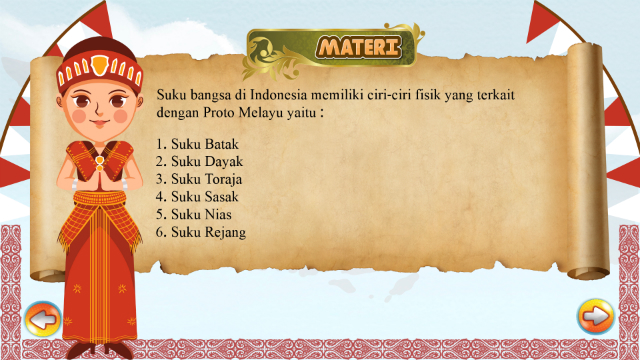 MATERI
Suku bangsa di Indonesia memiliki ciri-ciri fisik yang terkait
dengan Proto Melayu yaitu :
1. Suku Batak
2. Suku Dayak
3. Suku Toraja
4. Suku Sasak
5. Suku Nias
6. Suku Rejang